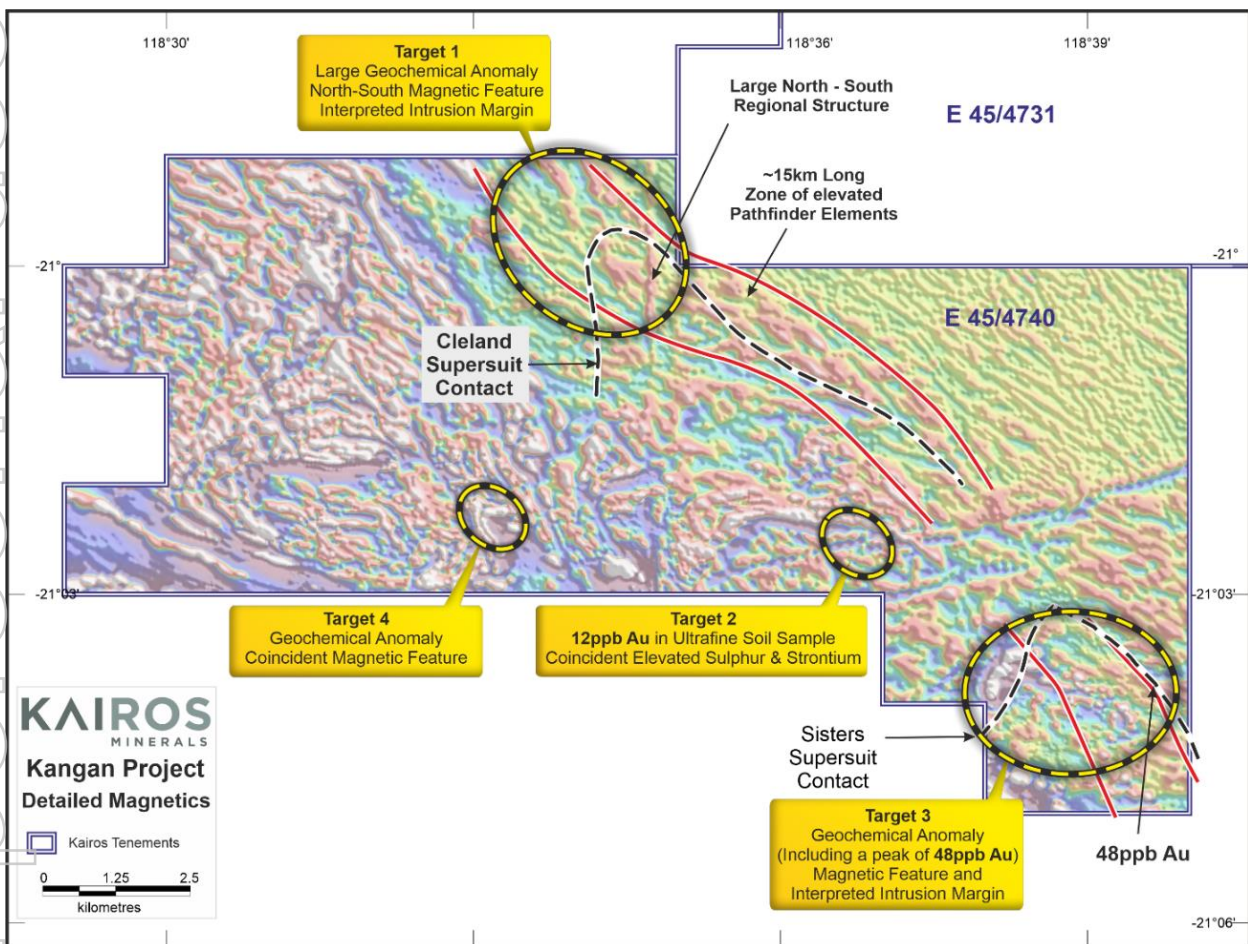 118°30'
118°36'
118°39'
Target 1
Large Geochemical Anomaly
North-South Magnetic Feature
Interpreted Intrusion Margin
Large North - South
Regional Structure
E 45/4731
~15km Long
Zone of elevated
Pathfinder Elements
-21°
-21°
E 45/4740
Cleland
Supersuit
Contact
-21°03'
-21°03'
Target 4
Geochemical Anomaly
Coincident Magnetic Feature
Target 2
12ppb Au in Ultrafine Soil Sample
Coincident Elevated Sulphur & Strontium
KAIROS
MINERALS
Kangan Project
Detailed Magnetics
Kairos Tenements
0 1.25 2.5
kilometres
Sisters
Supersuit
Contact
Target 3
Geochemical Anomaly
(Including a peak of 48ppb Au)
Magnetic Feature and
Interpreted Intrusion Margin
48ppb Au
-21°06'